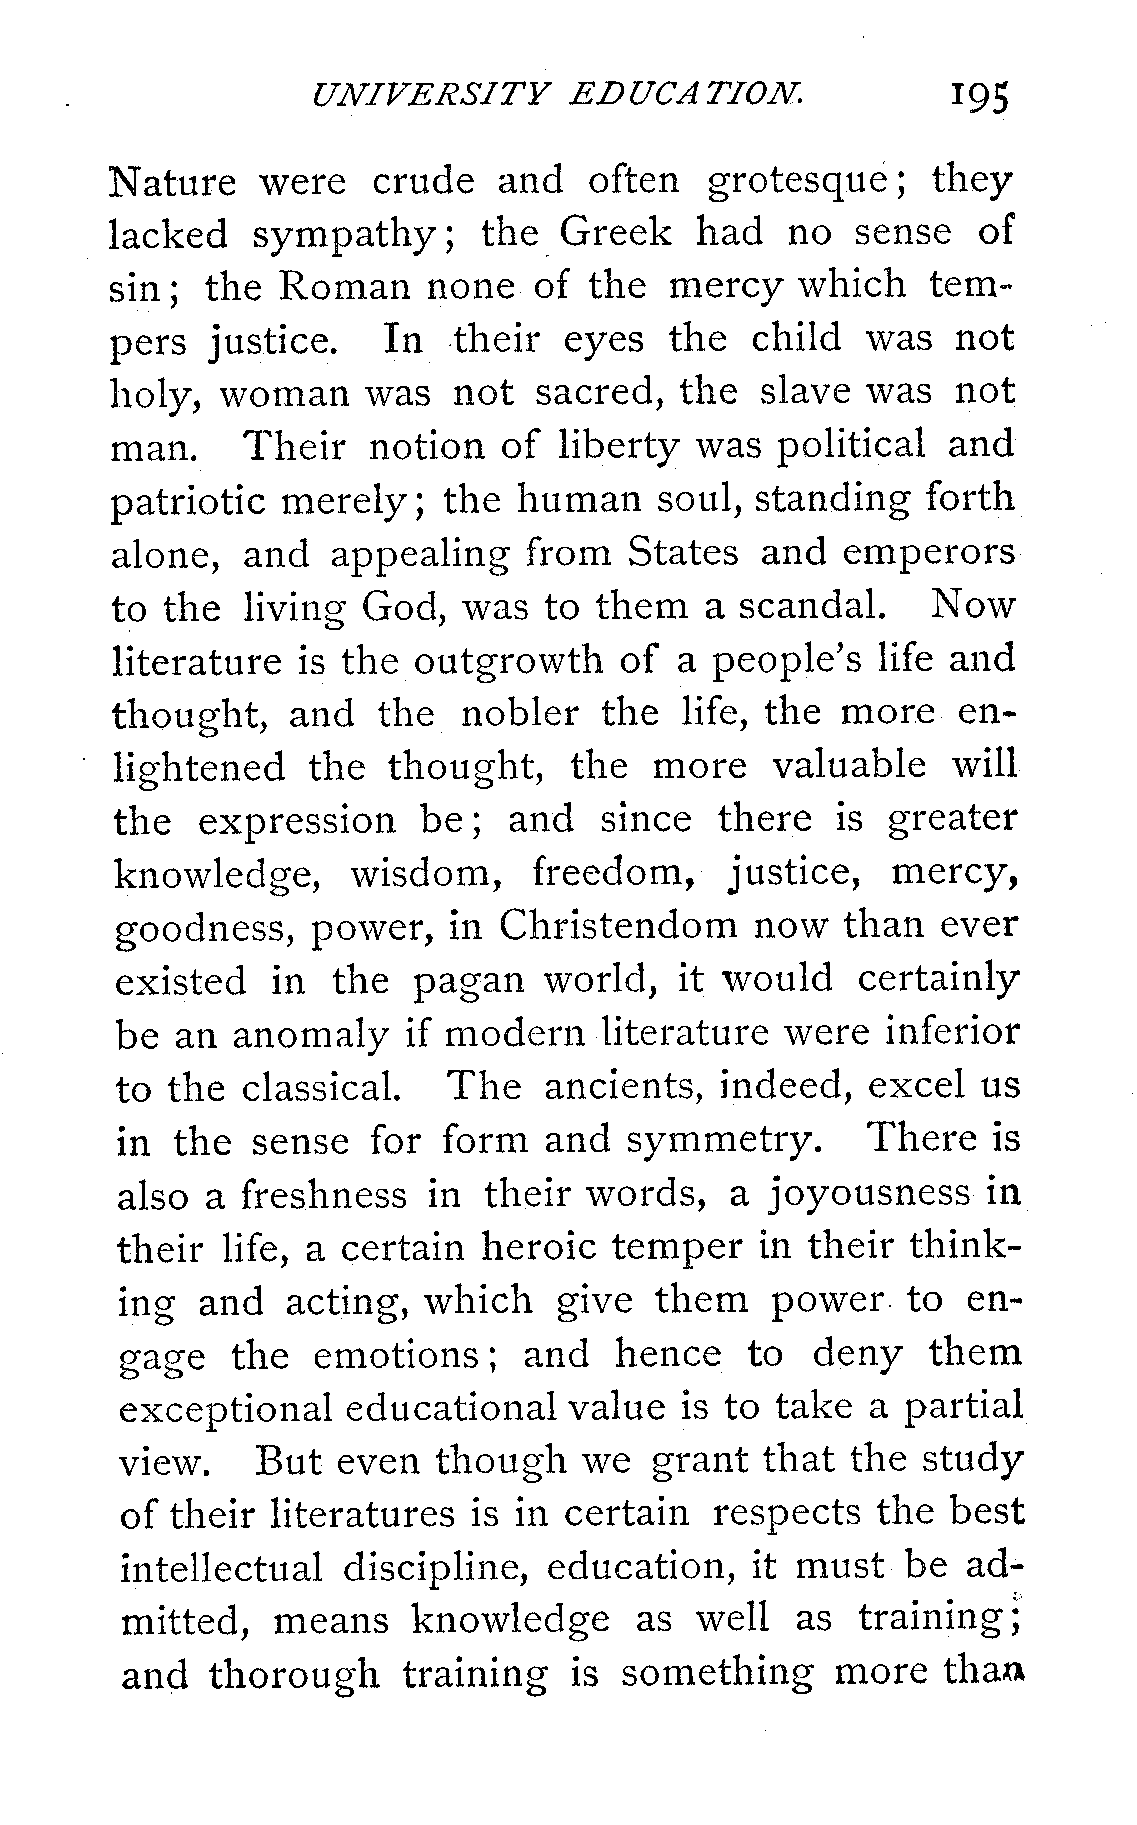 UNIVERSITY EDUCATION. 195
Nature were crude and often grotesque; they
lacked sympathy; the Greek had no sense of
sin; the Roman none of the mercy which tem-
pers justice. In their eyes the child was not
holy, woman was not sacred, the slave was not
man. Their notion of liberty was political and
patriotic merely; the human soul, standing forth
alone, and appealing from States and emperors
to the living God, was to them a scandal. Now
literature is the outgrowth of a people's life and
thought, and the nobler the life, the more en-
lightened the thought, the more valuable will
the expression be; and since there is greater
knowledge, wisdom, freedom, justice, mercy,
goodness, power, in Christendom now than ever
existed in the pagan world, it would certainly
be an anomaly if modern literature were inferior
to the classical. The ancients, indeed, excel us
in the sense for form and symmetry. There is
also a freshness in their words, a joyousness in
their life, a certain heroic temper in their think-
ing and acting, which give them power to en-
gage the emotions; and hence to deny them
exceptional educational value is to take a partial
view. But even though we grant that the study
of their literatures is in certain respects the best
intellectual discipline, education, it must be ad-
mitted, means knowledge as well as training;
and thorough training is something more than